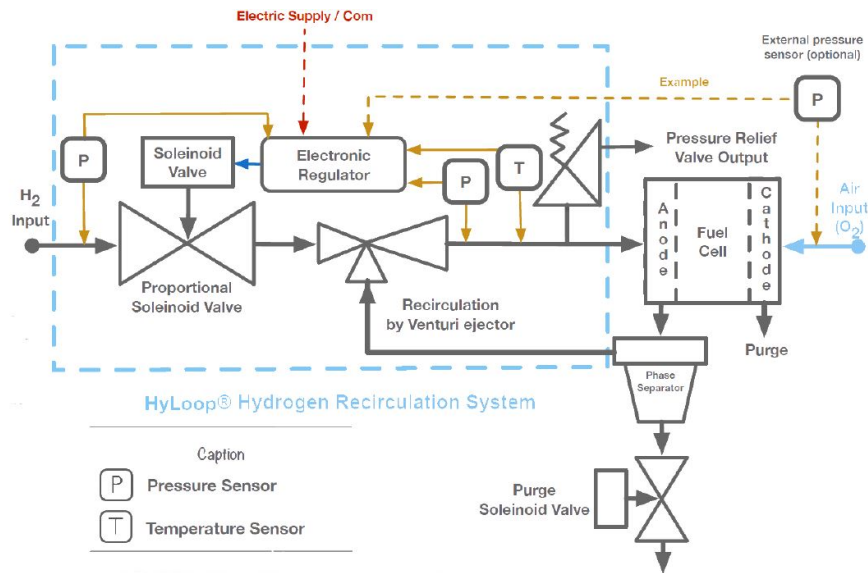 Electric Supply / Com
External pressure
sensor (optional)
Example
P
P
Soleinoid
Valve
Electronic
Regulator
P
T
Pressure Relief
Valve Output
H2
Input
Air
Input
(O2)
Anode
Fuel
Cell
Cathode
Proportional
Soleinoid Valve
Recirculation
by Venturi ejector
Purge
Phase
Separator
HyLoop® Hydrogen Recirculation System
Caption
P Pressure Sensor
T Temperature Sensor
Purge
Soleinoid Valve